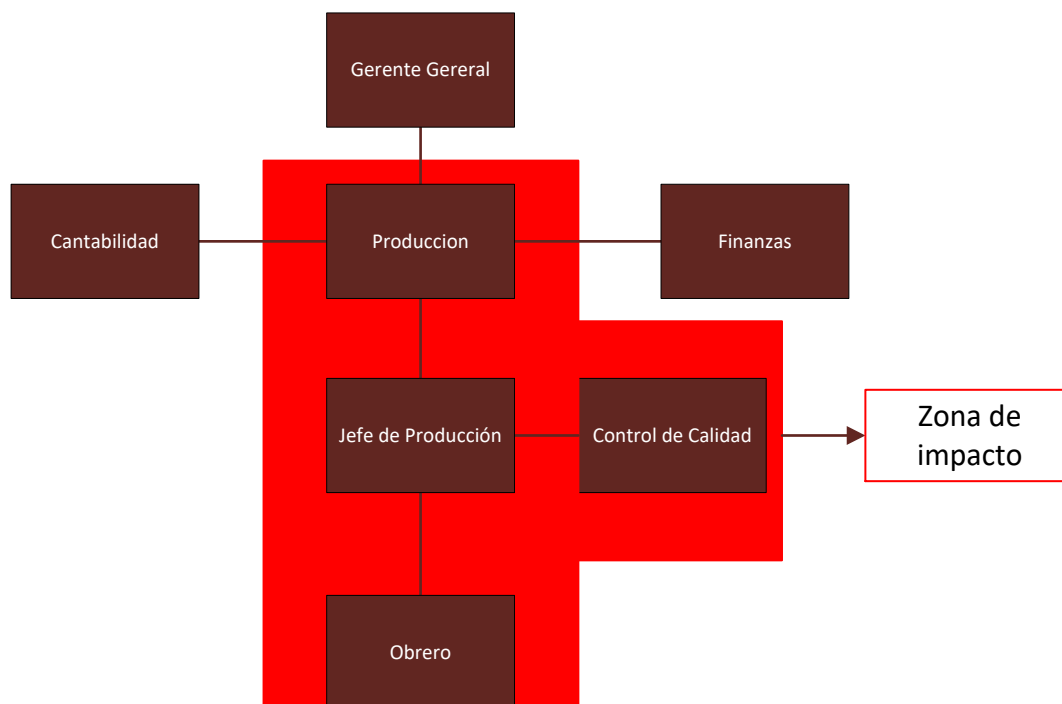 Gerente Gereral
Cantabilidad
Produccion
Finanzas
Jefe de Producción
Control de Calidad
Zona de
impacto
Obrero